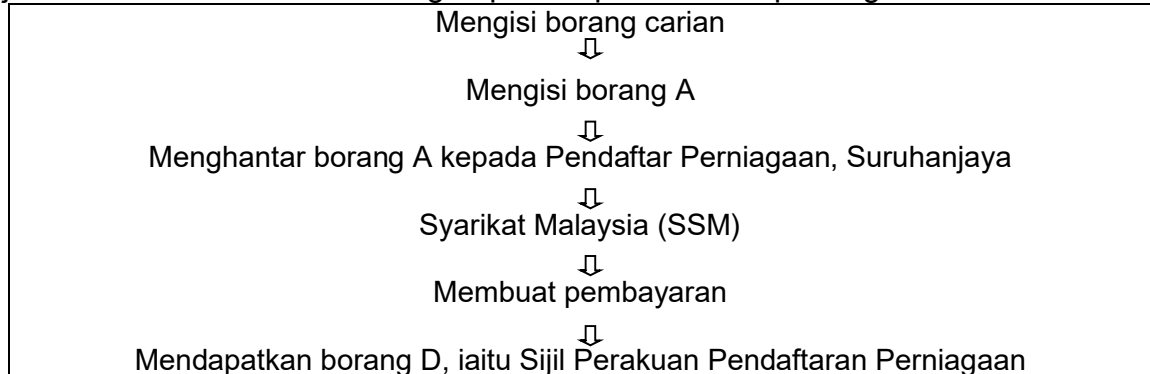 Mengisi borang carian
⇩
Mengisi borang A
⇩
Menghantar borang A kepada Pendaftar Perniagaan, Suruhanjaya
⇩
Syarikat Malaysia (SSM)
⇩
Membuat pembayaran
⇩
Mendapatkan borang D, iaitu Sijil Perakuan Pendaftaran Perniagaan